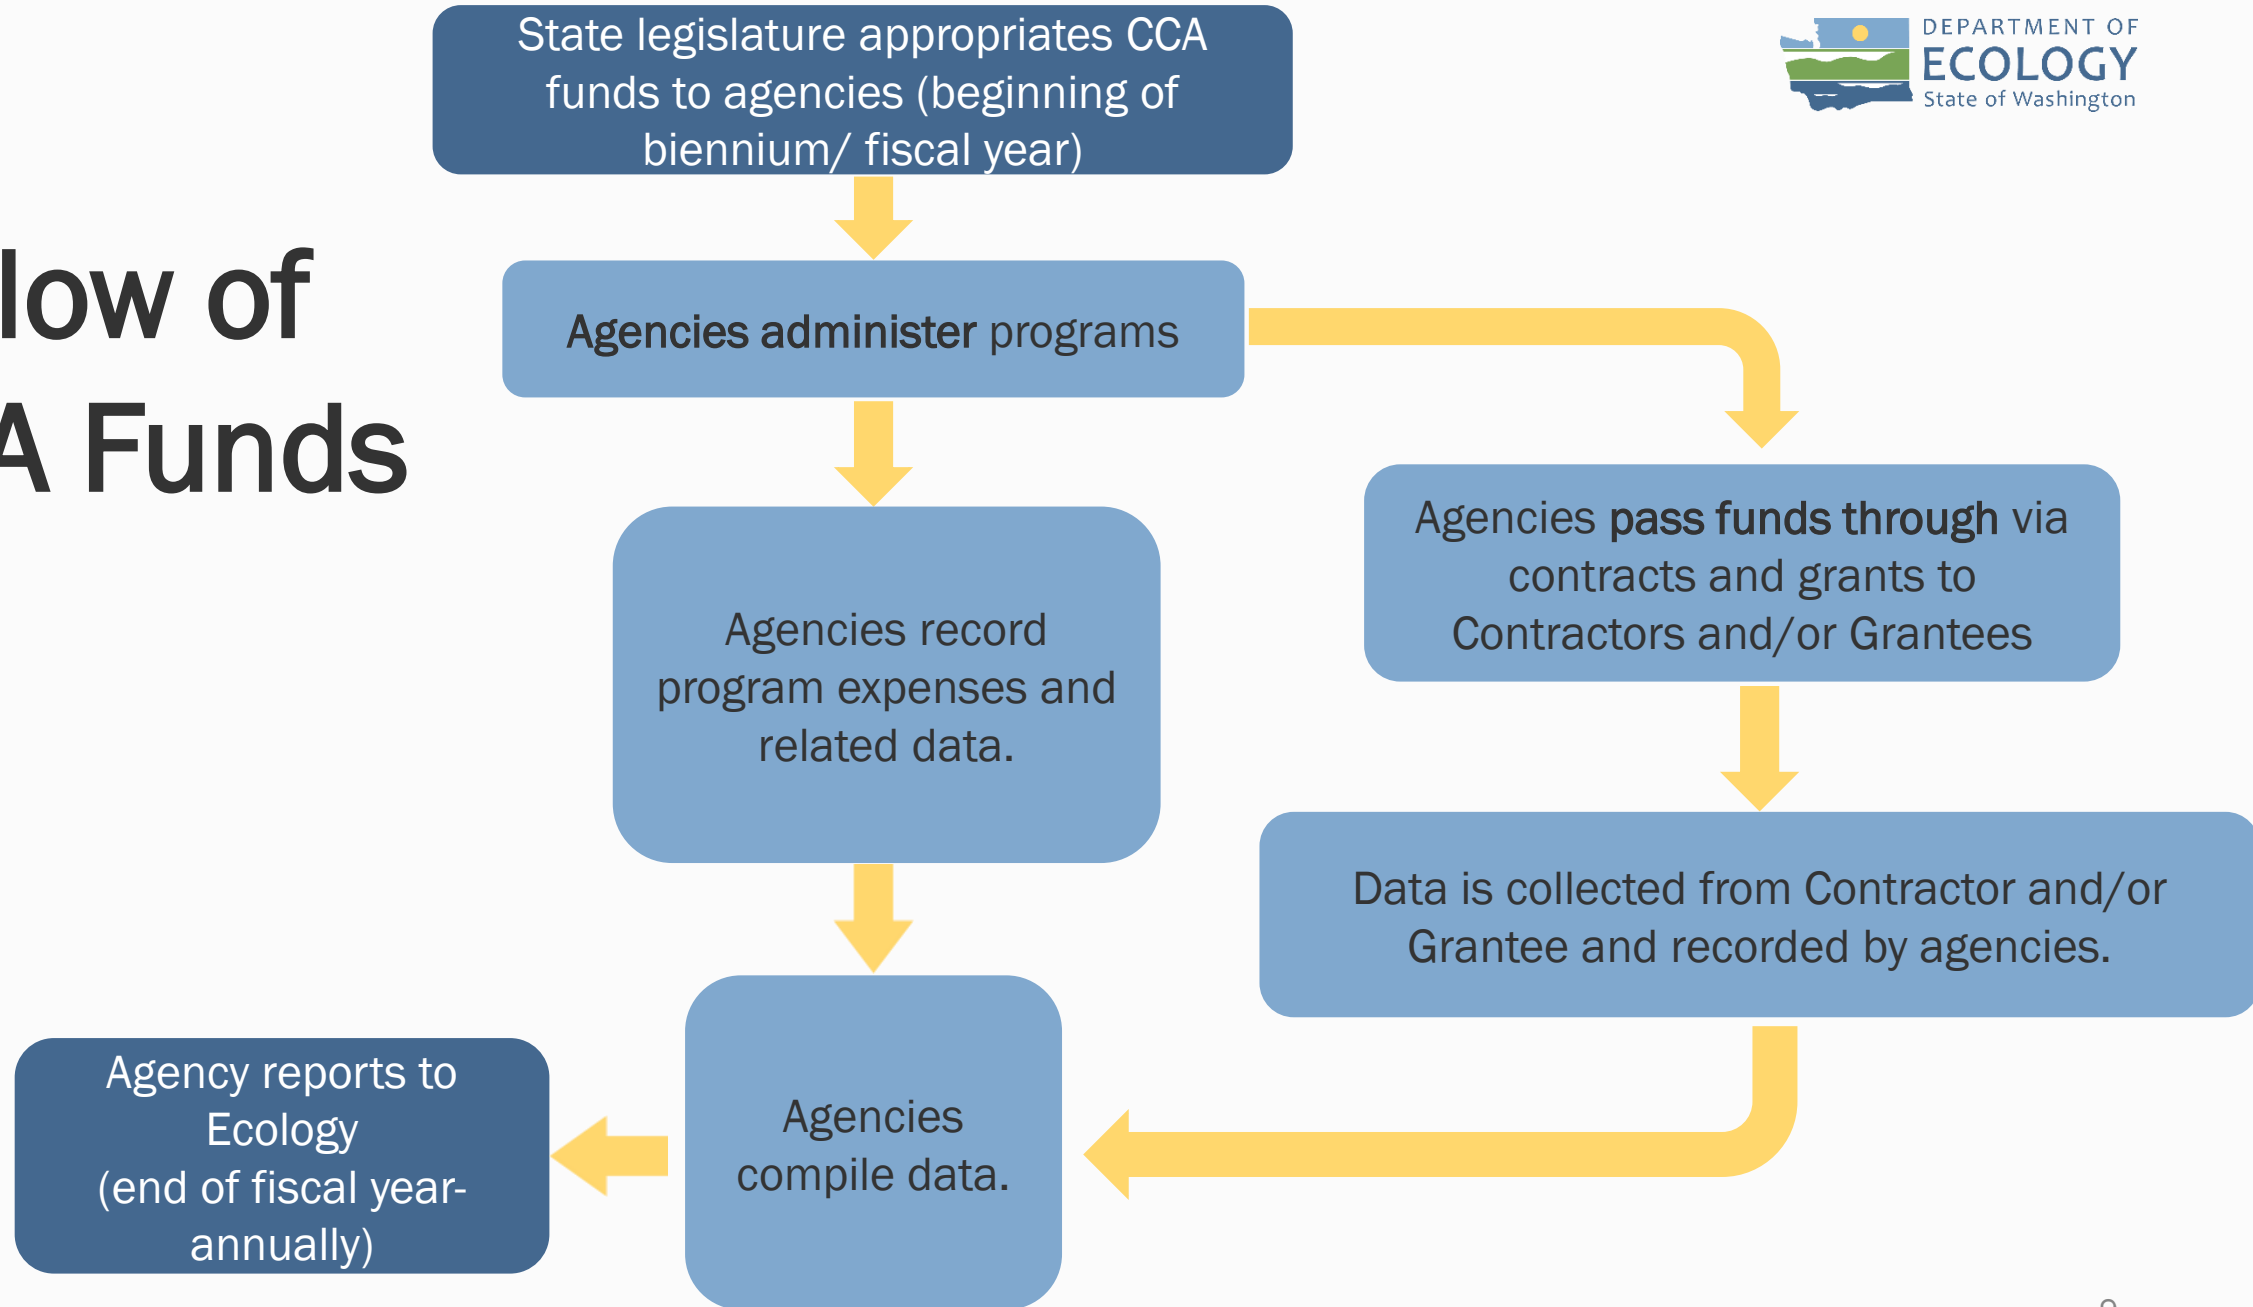 State legislature appropriates CCA
funds to agencies (beginning of
biennium/ fiscal year)
DEPARTMENT OF
ECOLOGY
State of Washington
low of
A Funds
Agencies administer programs
Agencies pass funds through via
contracts and grants to
Contractors and/or Grantees
Agencies record
program expenses and
related data.
Data is collected from Contractor and/or
Grantee and recorded by agencies.
Agencies
compile data.
Agency reports to
Ecology
(end of fiscal year-
annually)